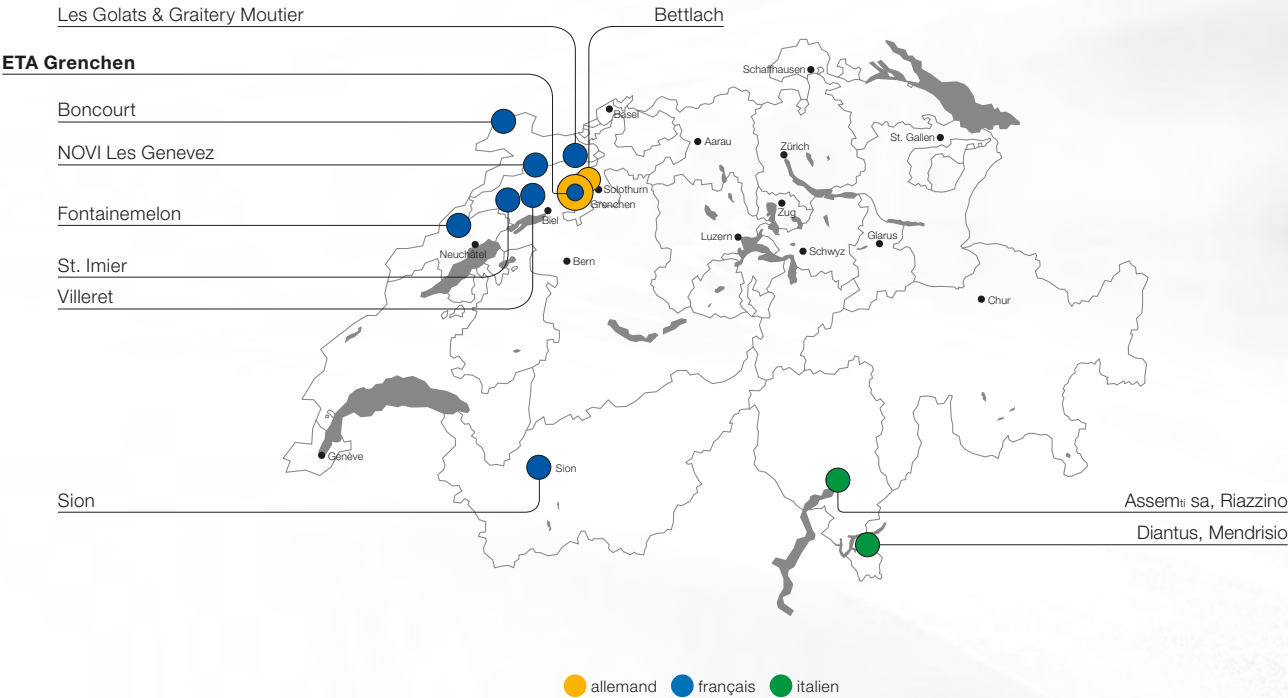 Les Golats & Graitery Moutier
Bettlach
ETA Grenchen
Schaffhausen
Boncourt
Basel
Aarau
St. Gallen
NOVI Les Genevez
Zürich
Solothurn
Grenchen
Fontainemelon
Biel
Zug
Luzern
Glarus
Neuchâtel
Schwyz
St. Imier
Bern
Villeret
Chur
Genève
Sion
Sion
Assemti sa, Riazzino
Diantus, Mendrisio
allemand
français
italien